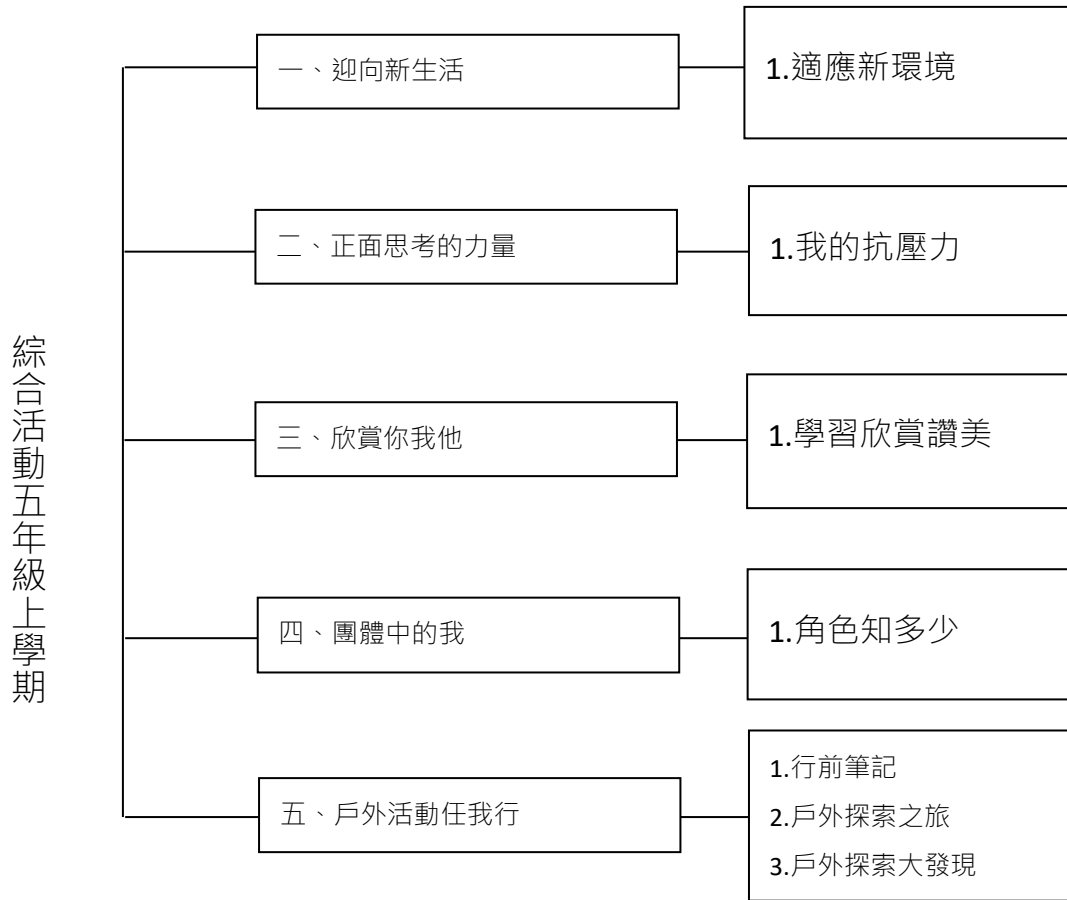 綜合活動五年級上學期
一、迎向新生活
1.適應新環境
二、正面思考的力量
1.我的抗壓力
三、欣賞你我他
1.學習欣賞讚美
四、團體中的我
1.角色知多少
五、戶外活動任我行
1.行前筆記
2.戶外探索之旅
3.戶外探索大發現